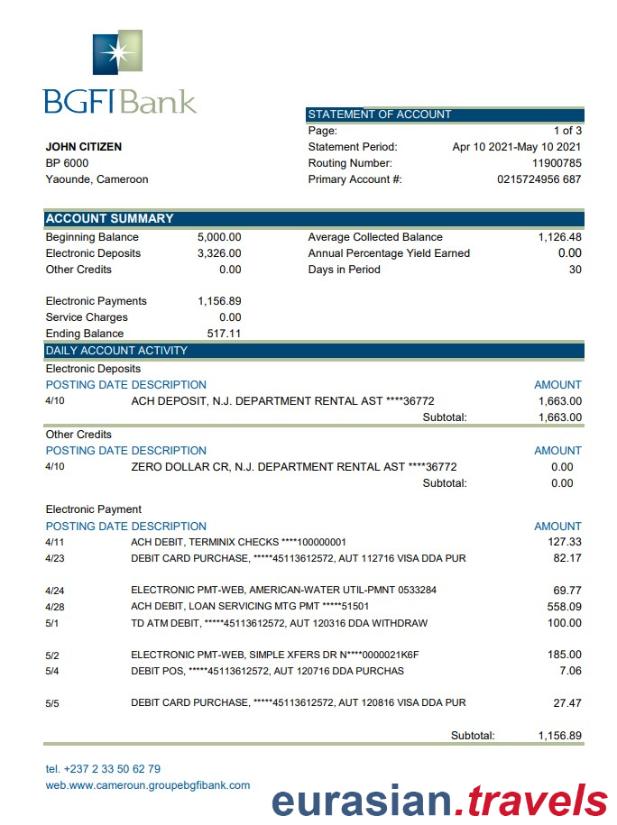 BGFIBank
STATEMENT OF ACCOUNT
Page: 1 of 3
JOHN CITIZEN Statement Period: Apr 10 2021-May 10 2021
BP 6000 Routing Number: 11900785
Yaounde, Cameroon Primary Account #: 0215724956 687
ACCOUNT SUMMARY
Beginning Balance 5,000.00 Average Collected Balance 1,126.48
Electronic Deposits 3,326.00 Annual Percentage Yield Earned 0.00
Other Credits 0.00 Days in Period 30
Electronic Payments 1,156.89
Service Charges 0.00
Ending Balance 517.11
DAILY ACCOUNT ACTIVITY
Electronic Deposits
POSTING DATE DESCRIPTION AMOUNT
4/10 ACH DEPOSIT, N.J. DEPARTMENT RENTAL AST ****36772 1,663.00
Subtotal: 1,663.00
Other Credits
POSTING DATE DESCRIPTION AMOUNT
4/10 ZERO DOLLAR CR, N.J. DEPARTMENT RENTAL AST ****36772 0.00
Subtotal: 0.00
Electronic Payment
POSTING DATE DESCRIPTION AMOUNT
4/11 ACH DEBIT, TERMINIX CHECKS ****100000001 127.33
4/23 DEBIT CARD PURCHASE, *****45113612572, AUT 112716 VISA DDA PUR 82.17
4/24 ELECTRONIC PMT-WEB, AMERICAN-WATER UTIL-PMNT 0533284 69.77
4/28 ACH DEBIT, LOAN SERVICING MTG PMT *****51501 558.09
5/1 TD ATM DEBIT, *****45113612572, AUT 120316 DDA WITHDRAW 100.00
5/2 ELECTRONIC PMT-WEB, SIMPLE XFERS DR N****0000021K6F 185.00
5/4 DEBIT POS, *****45113612572, AUT 120716 DDA PURCHAS 7.06
5/5 DEBIT CARD PURCHASE, *****45113612572, AUT 120816 VISA DDA PUR 27.47
Subtotal: 1,156.89
tel. +237 2 33 50 62 79
web.www.cameroun.groupebgfibank.com
eurasian.travels